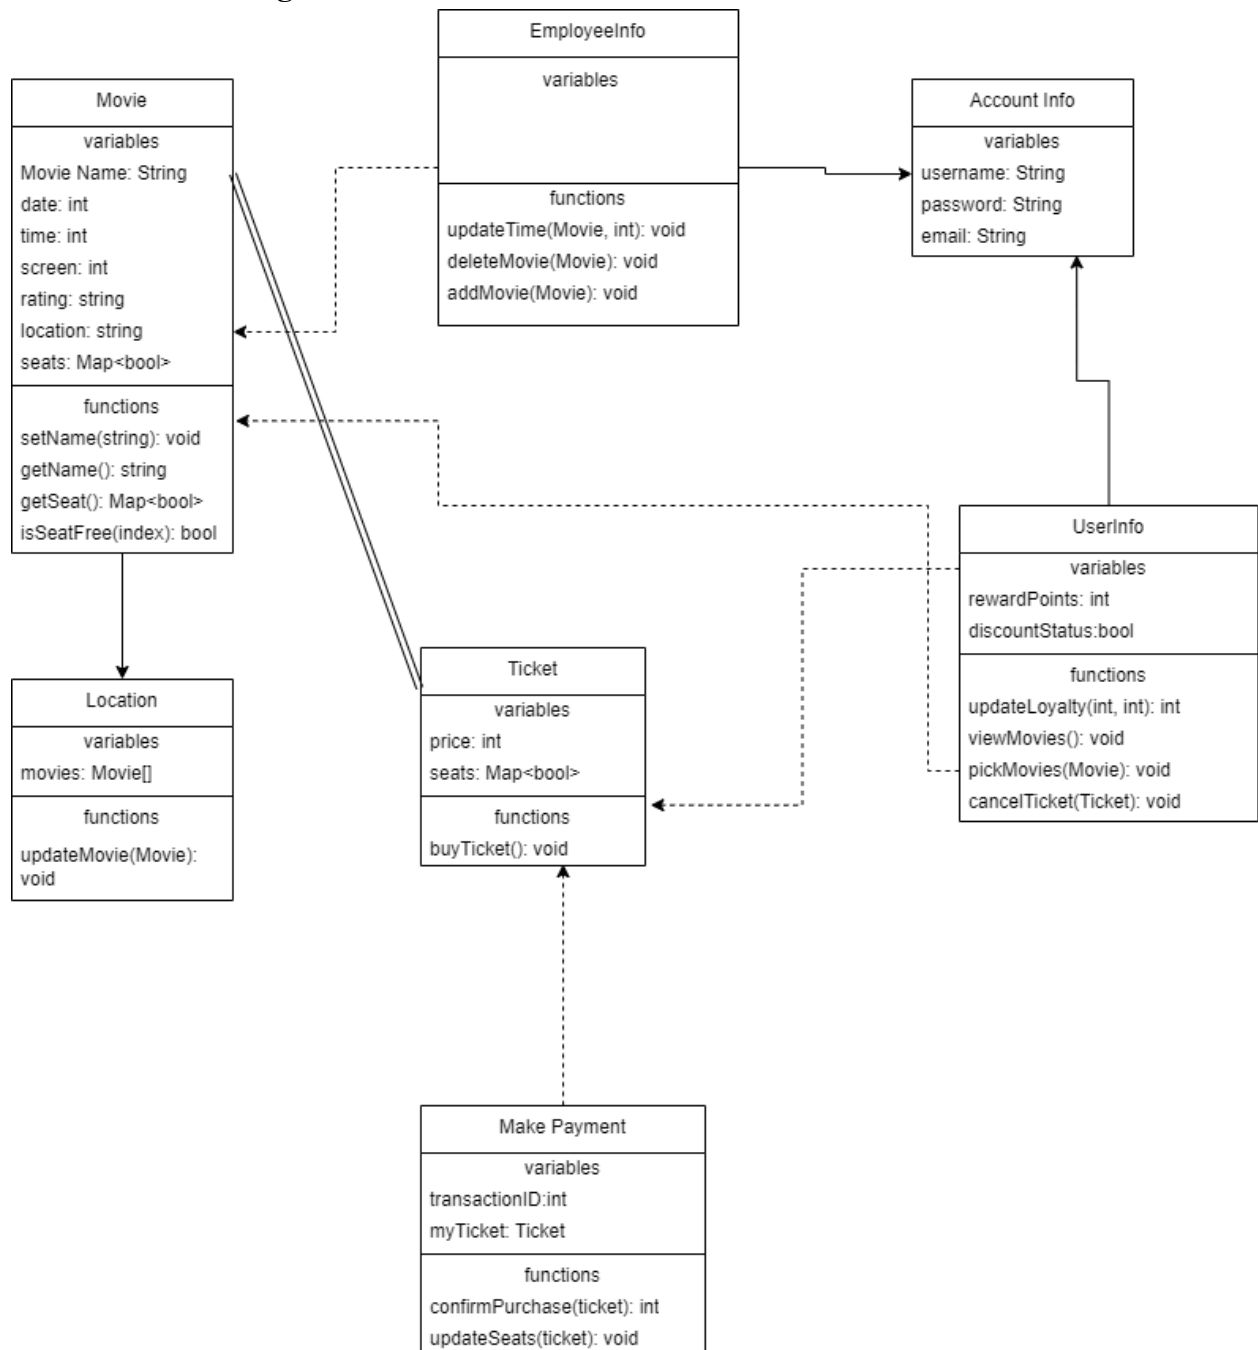 EmployeeInfo
variables
functions
updateTime(Movie, int): void
deleteMovie(Movie): void
addMovie(Movie): void
Movie
variables
Movie Name: String
date: int
time: int
screen: int
rating: string
location: string
seats: Map<bool>
functions
setName(string): void
getName(): string
getSeat(): Map<bool>
isSeatFree(index): bool
Account Info
variables
username: String
password: String
email: String
UserInfo
variables
rewardPoints: int
discountStatus:bool
functions
updateLoyalty(int, int): int
viewMovies(): void
pickMovies(Movie): void
cancelTicket(Ticket): void
Location
variables
movies: Movie[]
functions
updateMovie(Movie):
void
Ticket
variables
price: int
seats: Map<bool>
functions
buyTicket(): void
Make Payment
variables
transactionID:int
myTicket: Ticket
functions
confirmPurchase(ticket): int
updateSeats(ticket): void